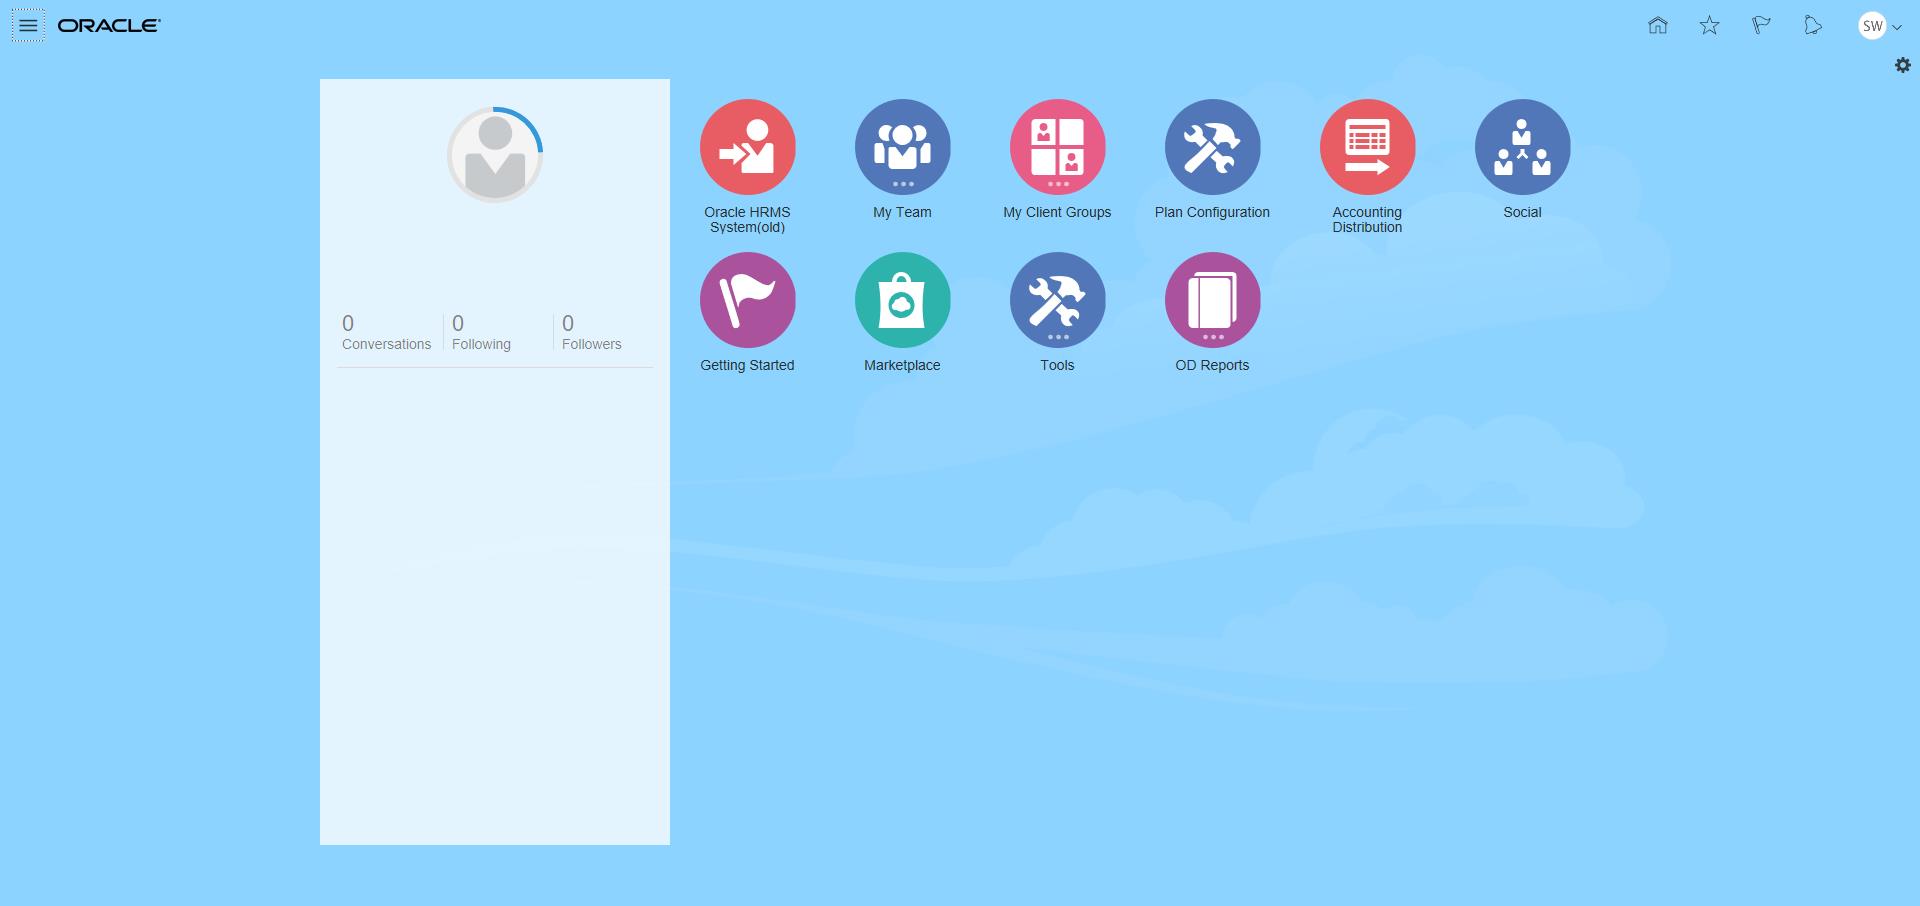 ORACLE
SW
Oracle HRMS
System(old)
My Team
My Client Groups
Plan Configuration
Accounting
Distribution
Social
Getting Started
Marketplace
Tools
OD Reports
0
Conversations
0
Following
0
Followers